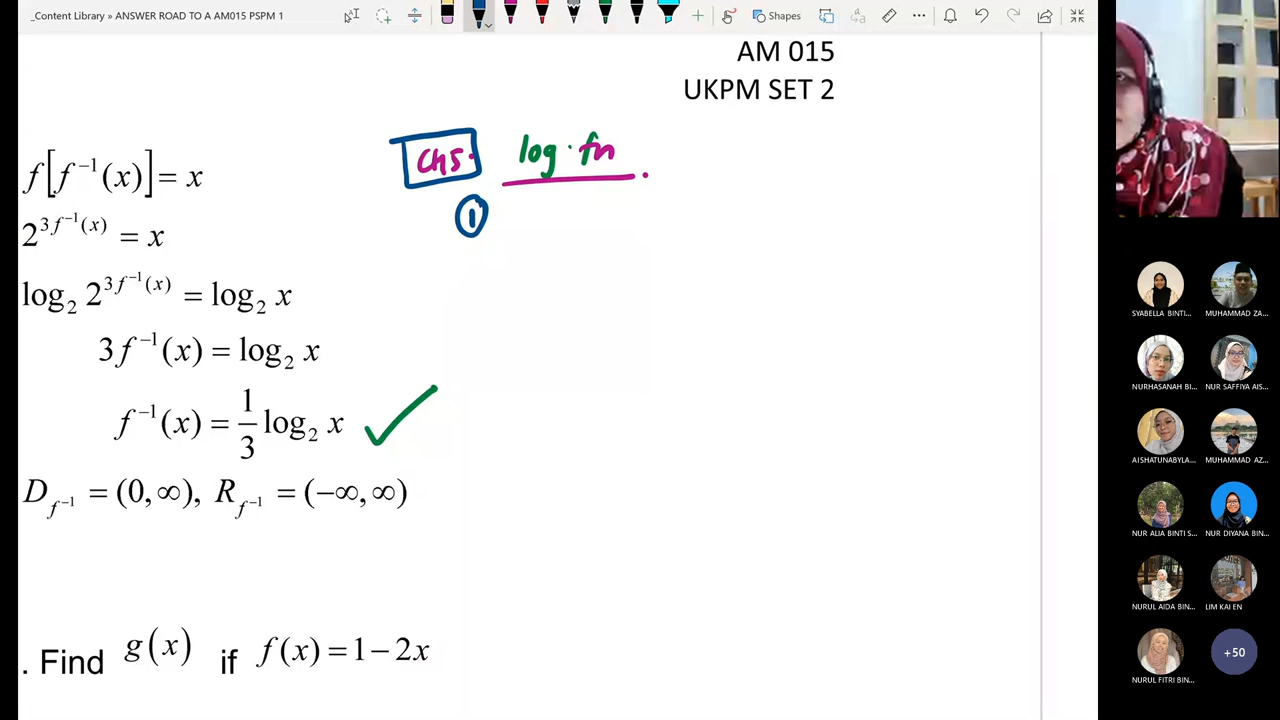 _Content Library » ANSWER ROAD TO A AM015 PSPM 1
Shapes
AM 015
UKPM SET 2
Ch5. log. fn
①
f[f⁻¹(x)] = x
2^{3f⁻¹(x)} = x
log₂ 2^{3f⁻¹(x)} = log₂ x
3f⁻¹(x) = log₂ x
f⁻¹(x) = 1/3 log₂ x
D_{f⁻¹} = (0, ∞), R_{f⁻¹} = (−∞, ∞)
. Find g(x) if f(x) = 1 − 2x
SYABELLA BINTI... MUHAMMAD ZA...
NURHASANAH BI... NUR SAFFIYA AIS...
AISHATUNABYLA... MUHAMMAD AZ...
NUR ALIA BINTI S... NUR DIYANA BIN...
NURUL AIDA BIN... LIM KAI EN
NURUL FITRI BIN... +50